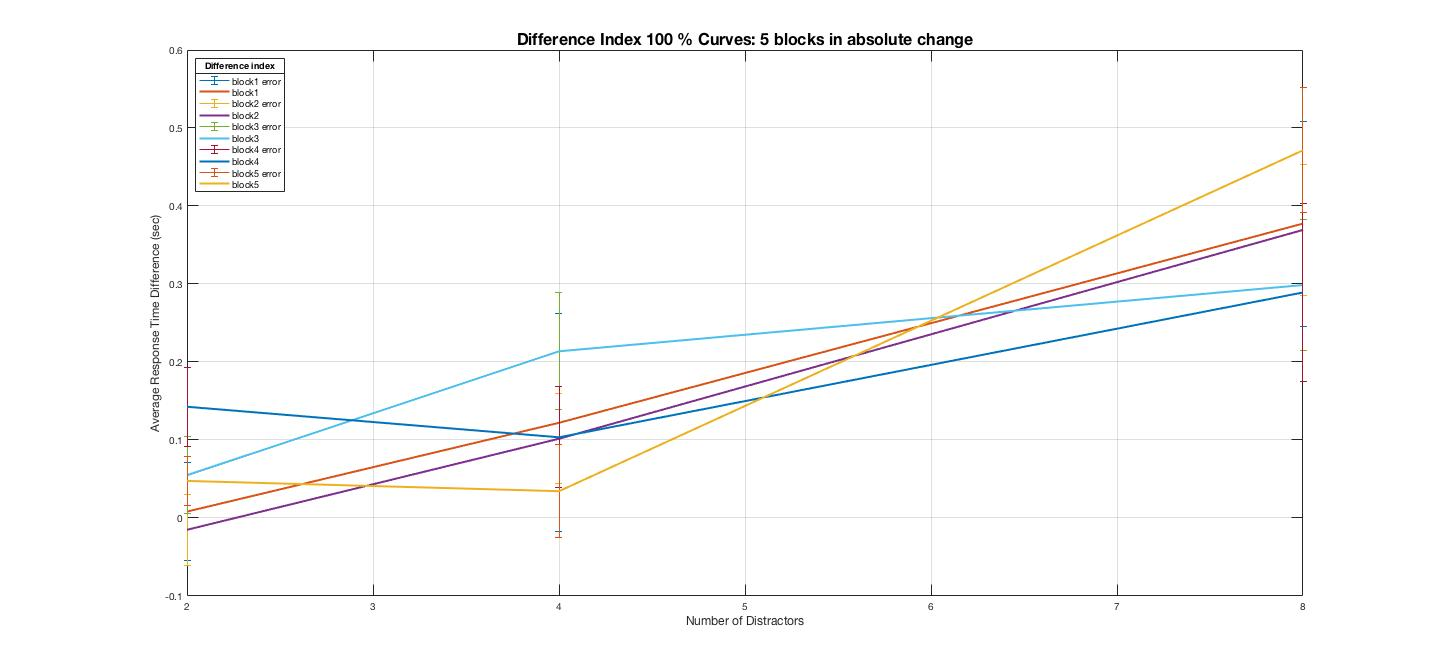 Difference Index 100 % Curves: 5 blocks in absolute change
0.6
Difference index
block1 error
block1
block2 error
block2
block3 error
block3
block4 error
block4
block5 error
block5
0.5
0.4
0.3
0.2
0.1
0
-0.1
Average Response Time Difference (sec)
2 3 4 5 6 7 8
Number of Distractors